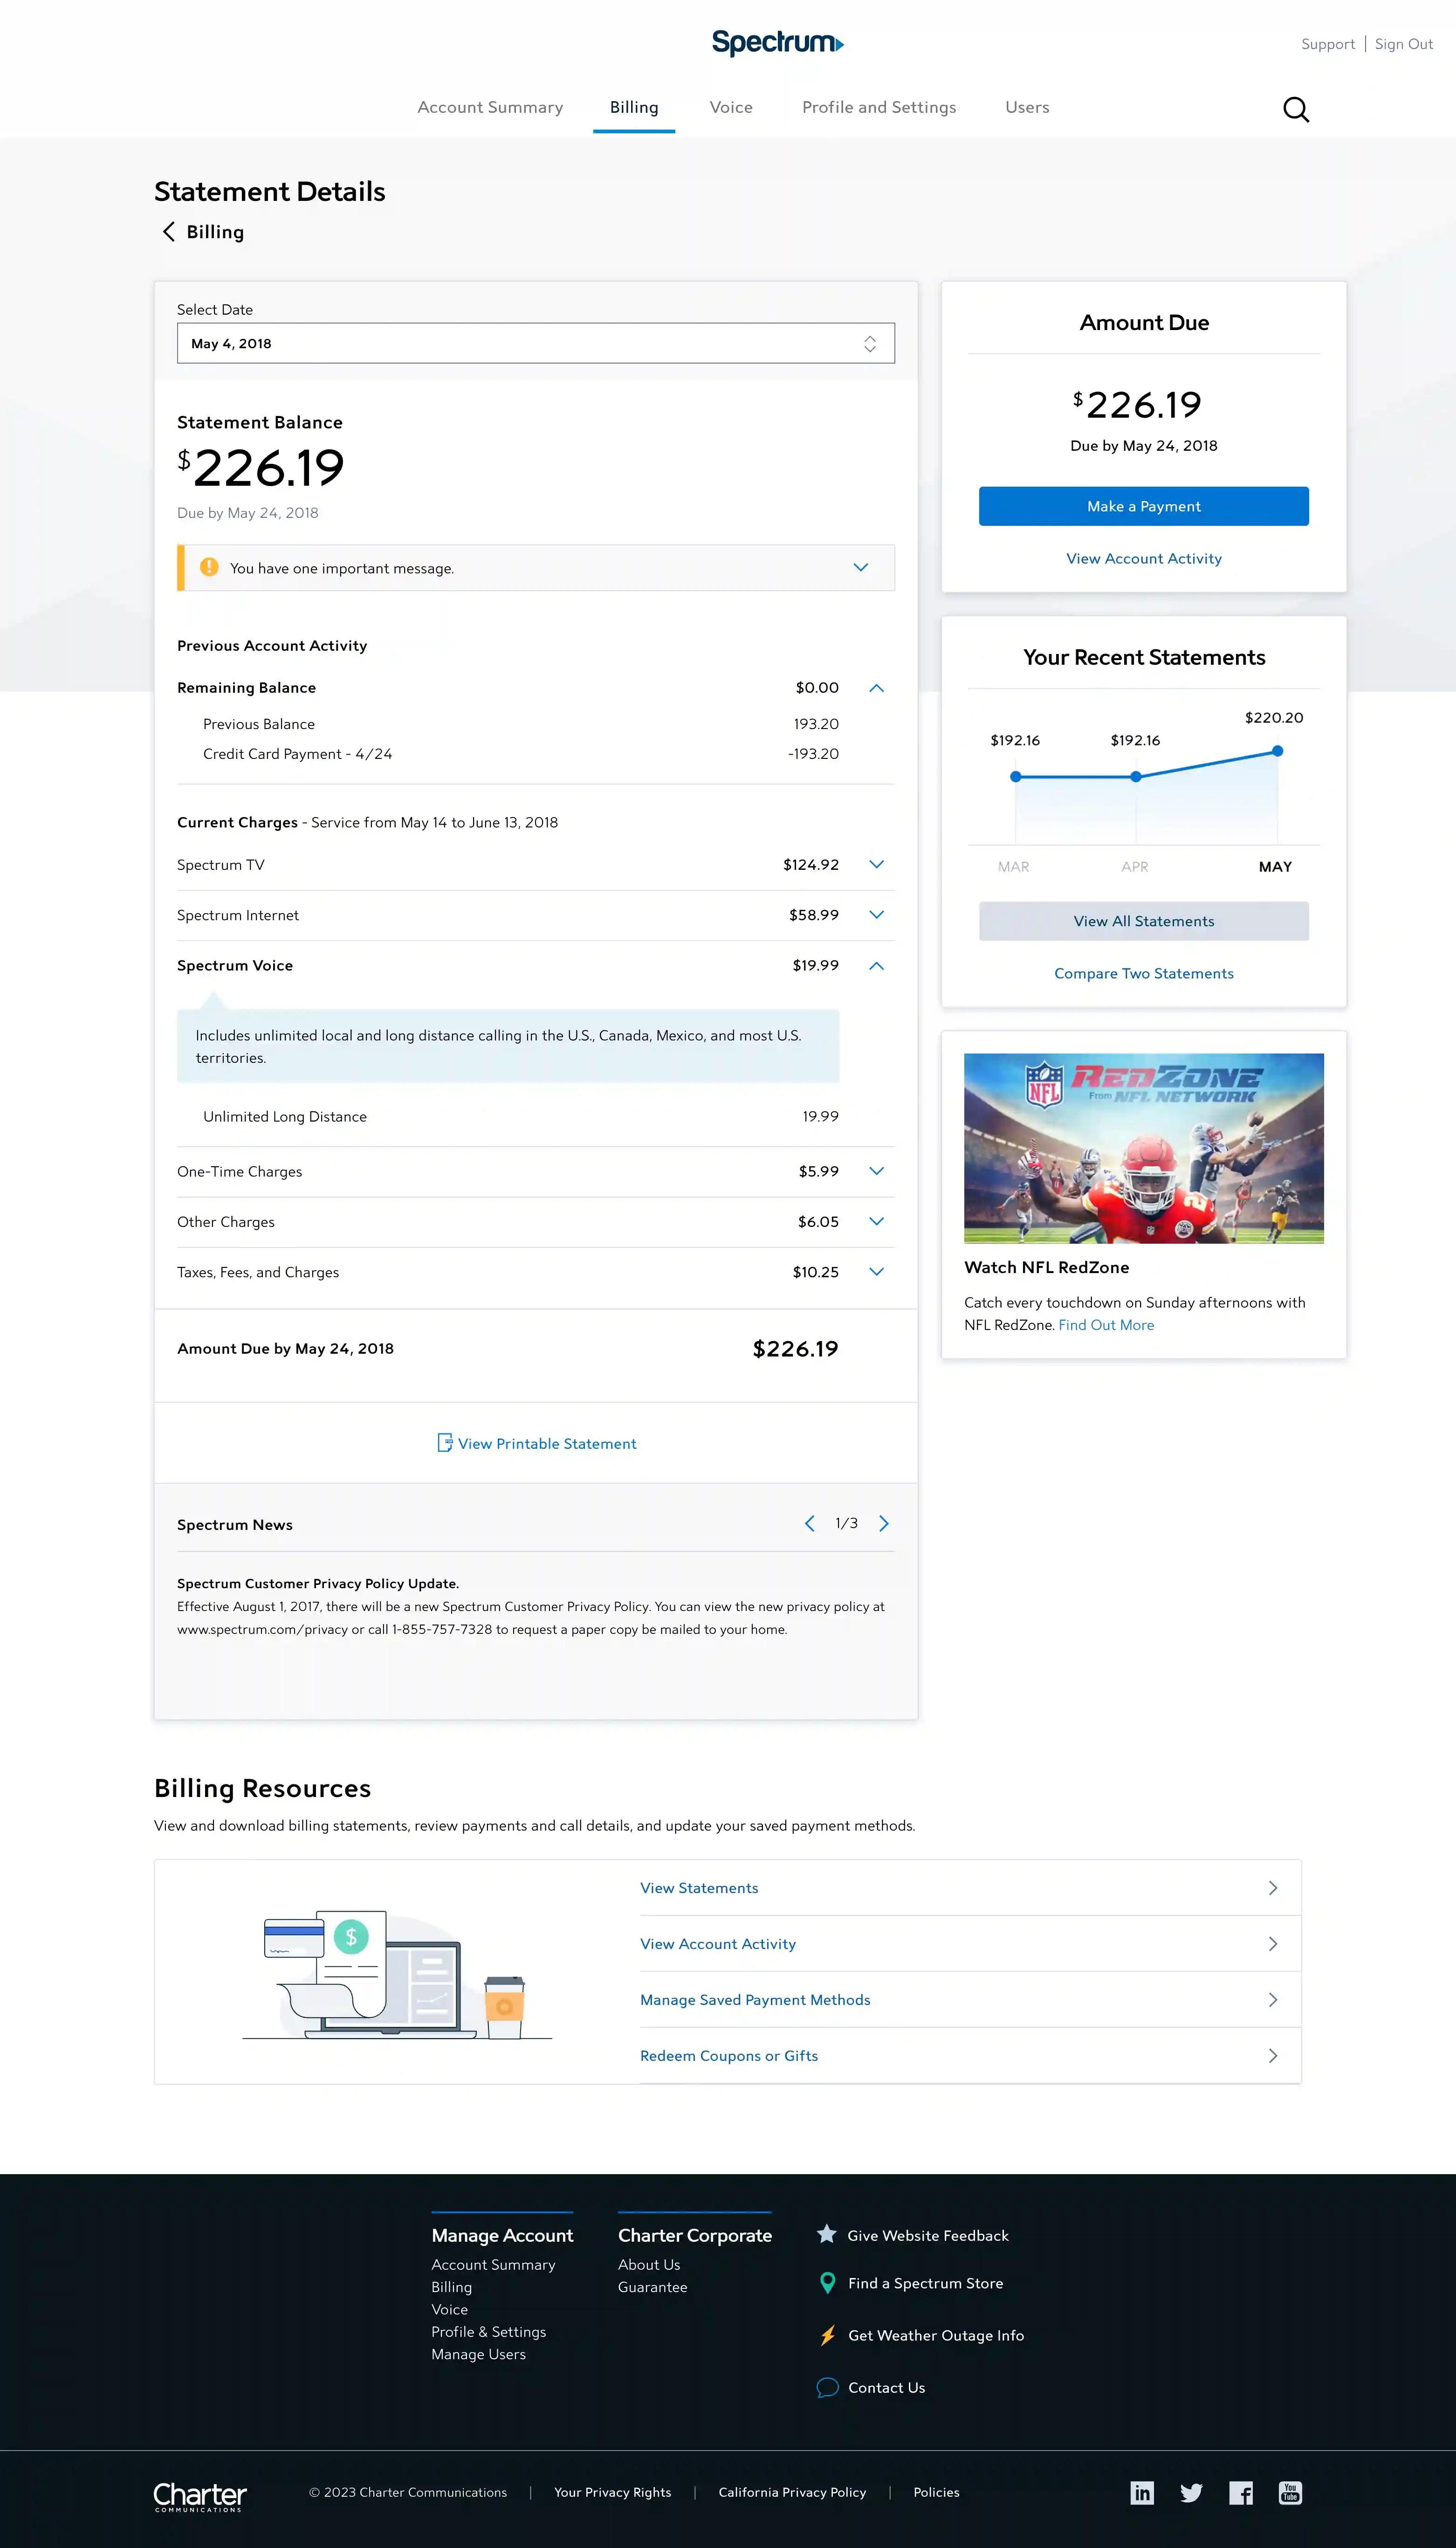 Spectrum
Support | Sign Out
Account Summary
Billing
Voice
Profile and Settings
Users
Statement Details
Billing
Select Date
May 4, 2018
Statement Balance
$226.19
Due by May 24, 2018
You have one important message.
Previous Account Activity
Remaining Balance $0.00
Previous Balance 193.20
Credit Card Payment - 4/24 -193.20
Current Charges - Service from May 14 to June 13, 2018
Spectrum TV $124.92
Spectrum Internet $58.99
Spectrum Voice $19.99
Includes unlimited local and long distance calling in the U.S., Canada, Mexico, and most U.S.
territories.
Unlimited Long Distance 19.99
One-Time Charges $5.99
Other Charges $6.05
Taxes, Fees, and Charges $10.25
Amount Due by May 24, 2018 $226.19
View Printable Statement
Spectrum News 1/3
Spectrum Customer Privacy Policy Update.
Effective August 1, 2017, there will be a new Spectrum Customer Privacy Policy. You can view the new privacy policy at
www.spectrum.com/privacy or call 1-855-757-7328 to request a paper copy be mailed to your home.
Amount Due
$226.19
Due by May 24, 2018
Make a Payment
View Account Activity
Your Recent Statements
$192.16 $192.16 $220.20
MAR APR MAY
View All Statements
Compare Two Statements
NFL REDZONE
From NFL NETWORK
Watch NFL RedZone
Catch every touchdown on Sunday afternoons with
NFL RedZone. Find Out More
Billing Resources
View and download billing statements, review payments and call details, and update your saved payment methods.
$
View Statements
View Account Activity
Manage Saved Payment Methods
Redeem Coupons or Gifts
Manage Account
Account Summary
Billing
Voice
Profile & Settings
Manage Users
Charter Corporate
About Us
Guarantee
Give Website Feedback
Find a Spectrum Store
Get Weather Outage Info
Contact Us
Charter
COMMUNICATIONS
© 2023 Charter Communications | Your Privacy Rights | California Privacy Policy | Policies
in
f
You
Tube